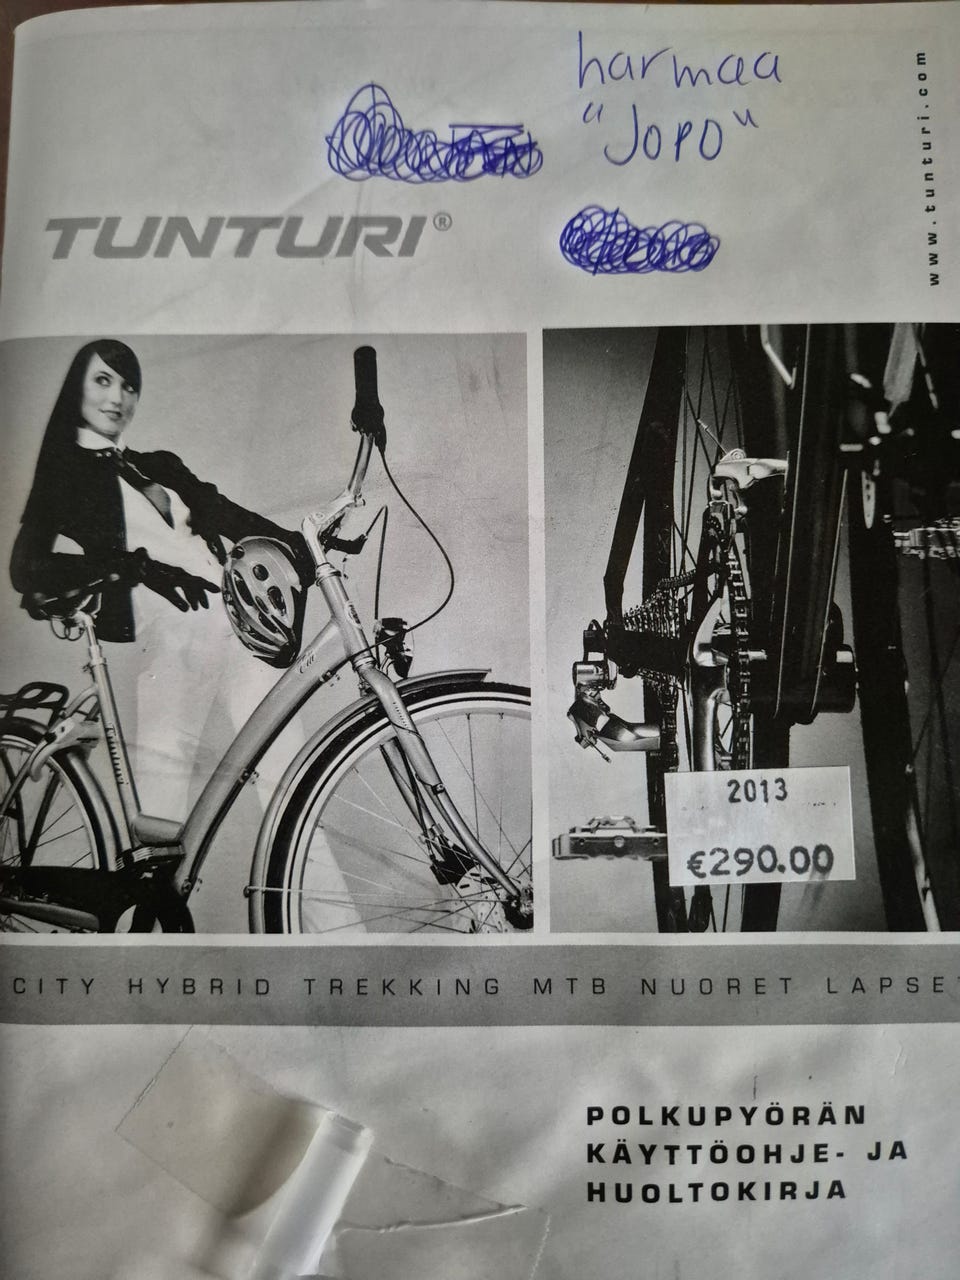 harmaa
"JOPO"
www.tunturi.com
TUNTURI®
2013
€290.00
CITY HYBRID TREKKING MTB NUORET LAPSET
POLKUPYÖRÄN
KÄYTTÖOHJE- JA
HUOLTOKIRJA